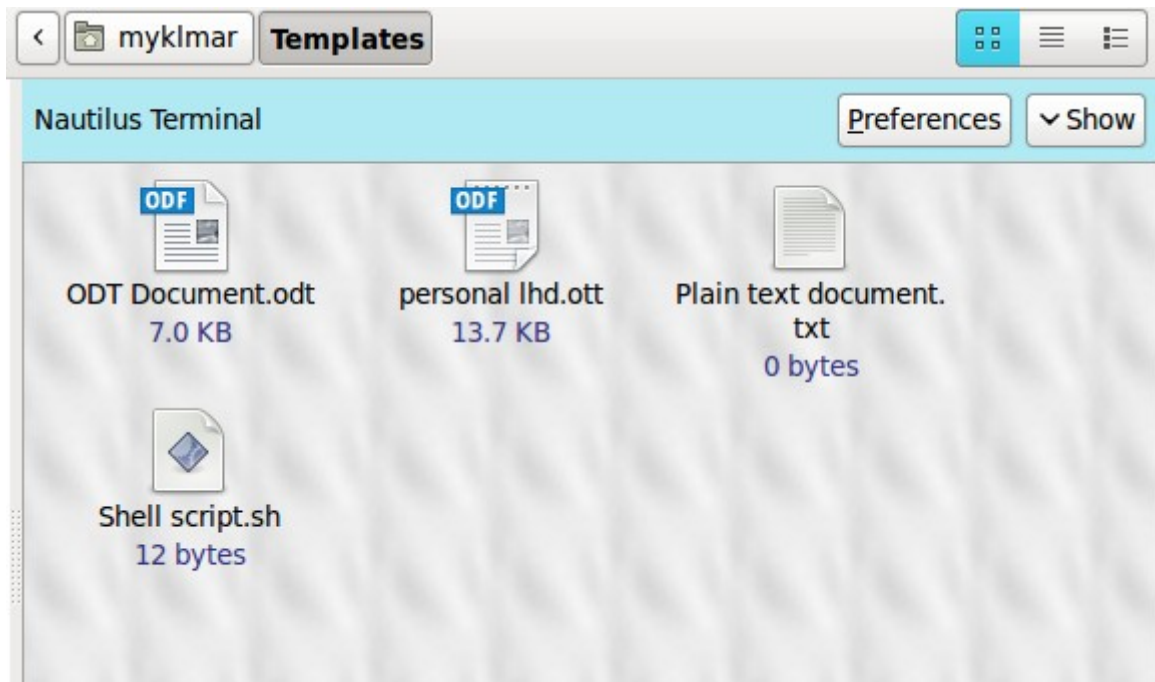 myklmar Templates
Nautilus Terminal Preferences Show
ODF ODF
ODT Document.odt personal lhd.ott Plain text document.
txt
7.0 KB 13.7 KB
0 bytes
Shell script.sh
12 bytes